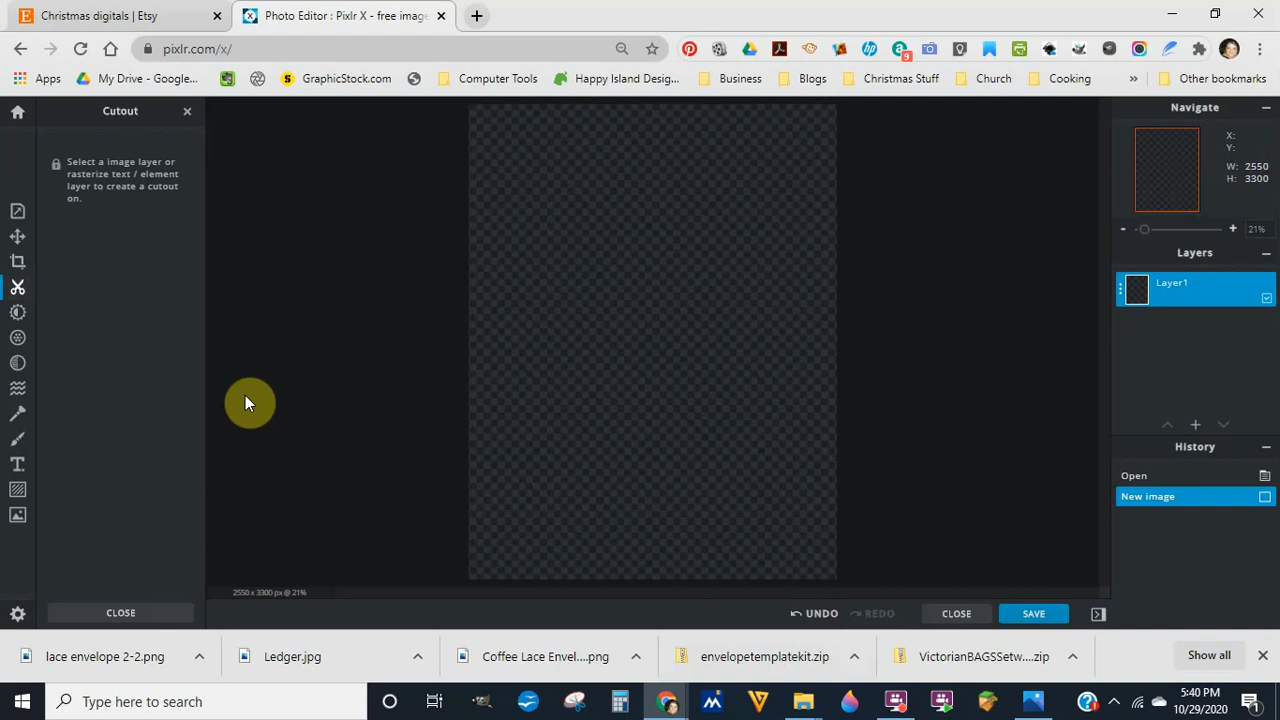 Christmas digitals | Etsy
Photo Editor : Pixlr X - free image
pixlr.com/x/
9
Apps
My Drive - Google...
GraphicStock.com
Computer Tools
Happy Island Desig...
Business
Blogs
Christmas Stuff
Church
Cooking
Other bookmarks
Cutout
Select a image layer or
rasterize text / element
layer to create a cutout
on.
CLOSE
Navigate
X:
Y:
W: 2550
H: 3300
21%
Layers
Layer1
History
Open
New image
2550 x 3300 px @ 21%
UNDO
REDO
CLOSE
SAVE
lace envelope 2-2.png
Ledger.jpg
Coffee Lace Envel....png
envelopetemplatekit.zip
VictorianBAGSSetw....zip
Show all
Type here to search
5:40 PM
10/29/2020